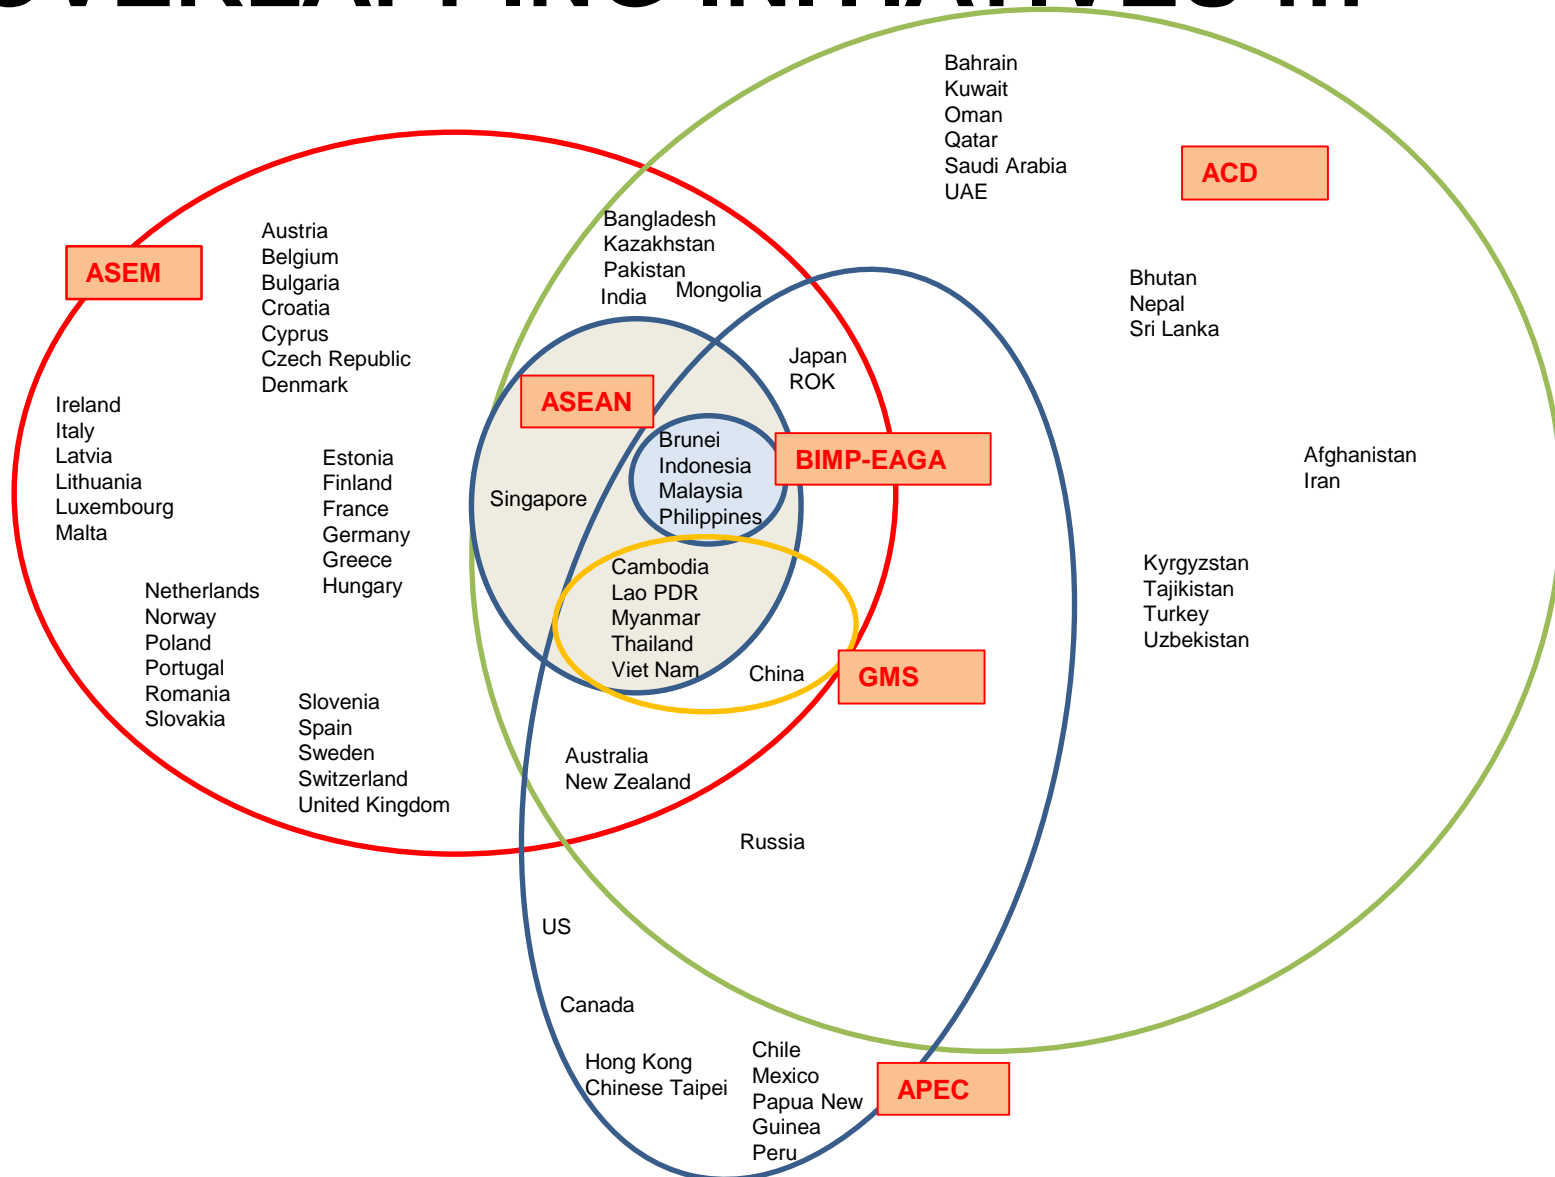 OVERLAPPING INITIATIVES
Bahrain
Kuwait
Oman
Qatar
Saudi Arabia
UAE
ACD
Bangladesh
Kazakhstan
Pakistan
India
Mongolia
Austria
Belgium
Bulgaria
Croatia
Cyprus
Czech Republic
Denmark
ASEM
Bhutan
Nepal
Sri Lanka
Japan
ROK
ASEAN
Ireland
Italy
Latvia
Lithuania
Luxembourg
Malta
Estonia
Finland
France
Germany
Greece
Hungary
Singapore
Brunei
Indonesia
Malaysia
Philippines
BIMP-EAGA
Afghanistan
Iran
Cambodia
Lao PDR
Myanmar
Thailand
Viet Nam
China
GMS
Kyrgyzstan
Tajikistan
Turkey
Uzbekistan
Netherlands
Norway
Poland
Portugal
Romania
Slovakia
Slovenia
Spain
Sweden
Switzerland
United Kingdom
Australia
New Zealand
Russia
US
Canada
Hong Kong
Chinese Taipei
Chile
Mexico
Papua New
Guinea
Peru
APEC